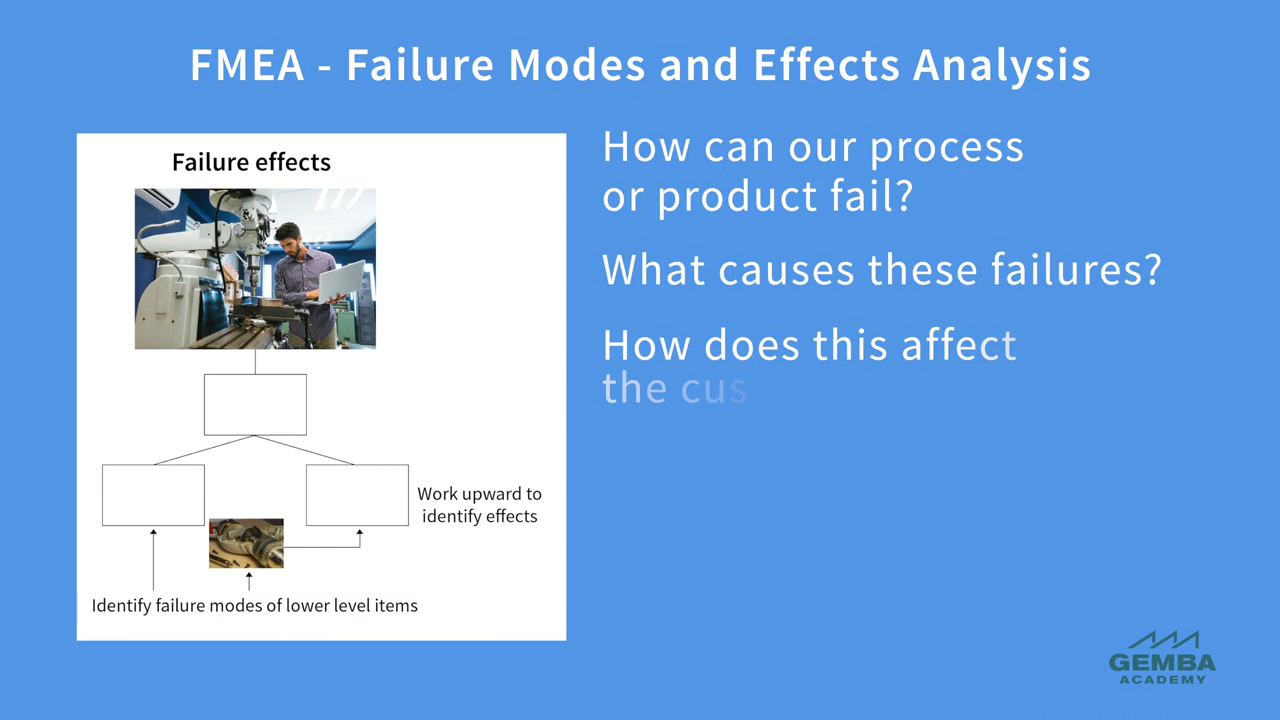 FMEA - Failure Modes and Effects Analysis
Failure effects
Work upward to
identify effects
Identify failure modes of lower level items
How can our process
or product fail?
What causes these failures?
How does this affect
the cus
GEMBA
ACADEMY